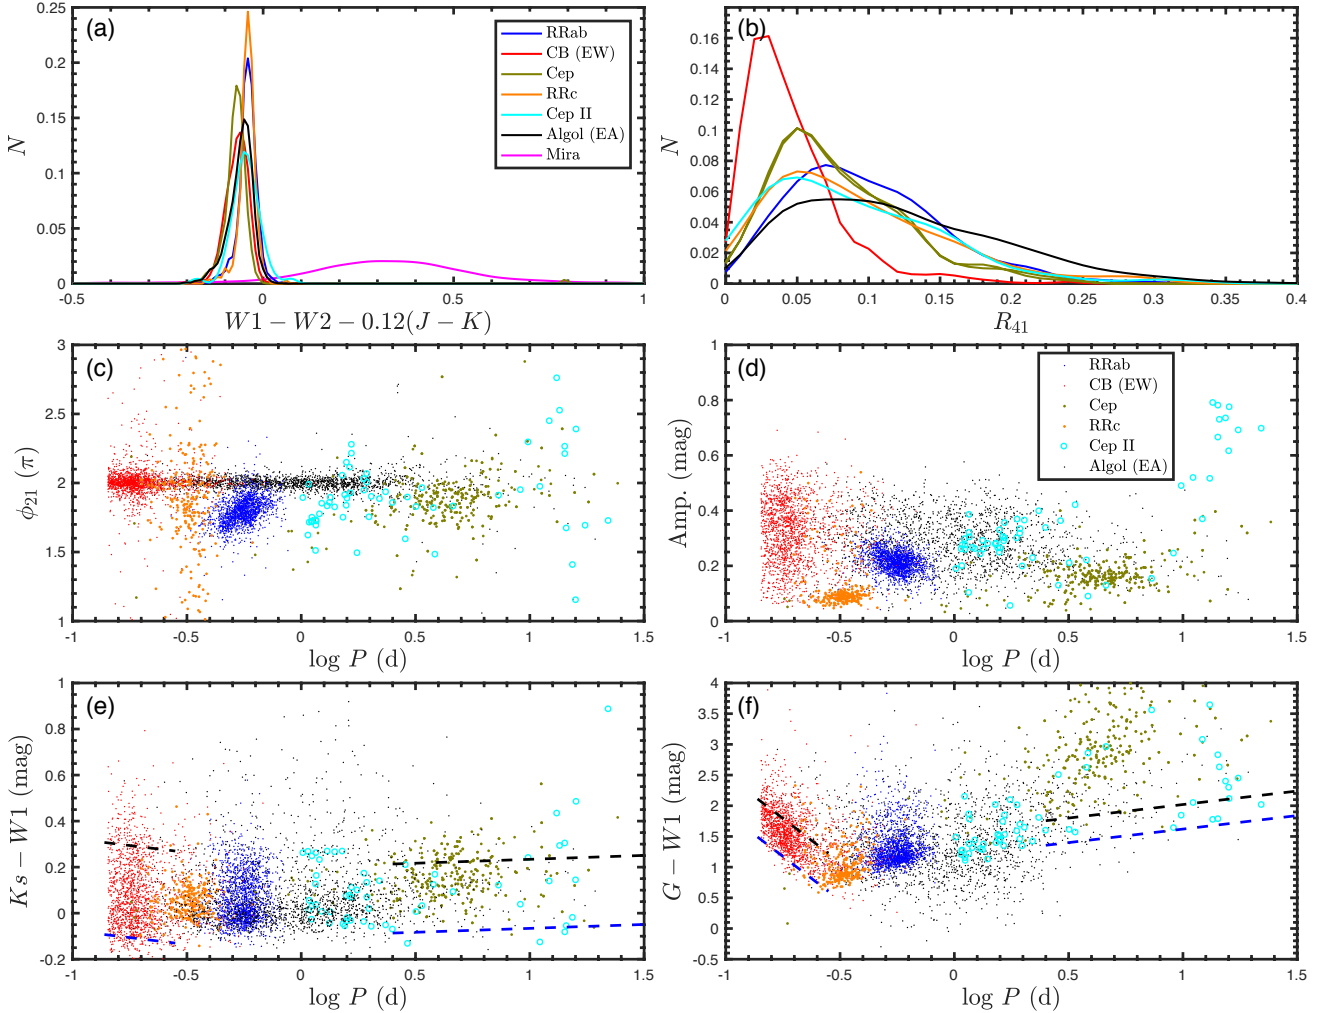 (a)
N
0.25
0.2
0.15
0.1
0.05
0
-0.5
0
0.5
1
W1 − W2 − 0.12(J − K)
RRab
CB (EW)
Cep
RRc
Cep II
Algol (EA)
Mira
(b)
N
0.16
0.14
0.12
0.1
0.08
0.06
0.04
0.02
0
0
0.05
0.1
0.15
0.2
0.25
0.3
0.35
0.4
R41
(c)
ϕ21 (π)
3
2.5
2
1.5
1
-1
-0.5
0
0.5
1
1.5
log P (d)
(d)
Amp. (mag)
1
0.8
0.6
0.4
0.2
0
-1
-0.5
0
0.5
1
1.5
log P (d)
RRab
CB (EW)
Cep
RRc
Cep II
Algol (EA)
(e)
Ks − W1 (mag)
1
0.8
0.6
0.4
0.2
0
-0.2
-1
-0.5
0
0.5
1
1.5
log P (d)
(f)
G − W1 (mag)
4
3.5
3
2.5
2
1.5
1
0.5
0
-0.5
-1
-0.5
0
0.5
1
1.5
log P (d)